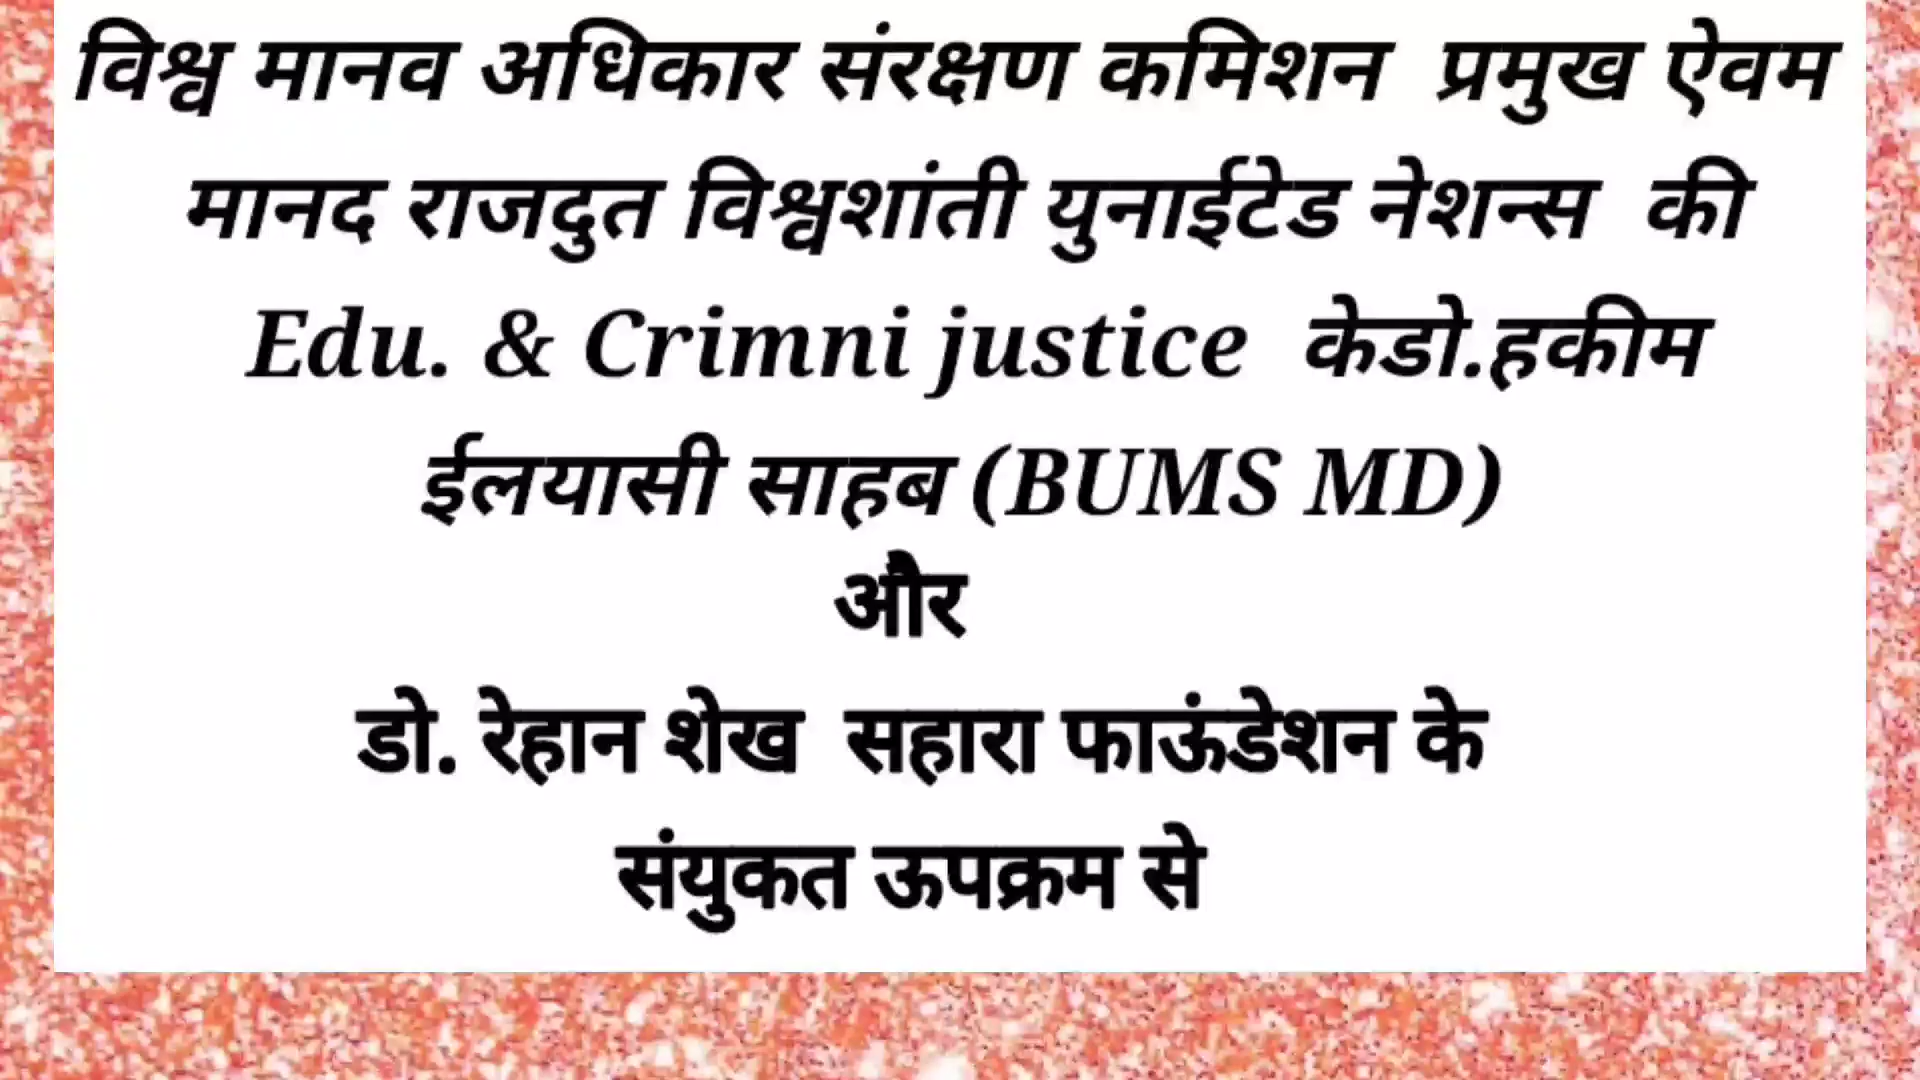 विश्व मानव अधिकार संरक्षण कमिशन प्रमुख ऐवम
मानद राजदुत विश्वशांती युनाईटेड नेशन्स की
Edu. & Crimni justice केडो.हकीम
ईलयासी साहब (BUMS MD)
और
डो. रेहान शेख सहारा फाऊंडेशन के
संयुकत ऊपक्रम से